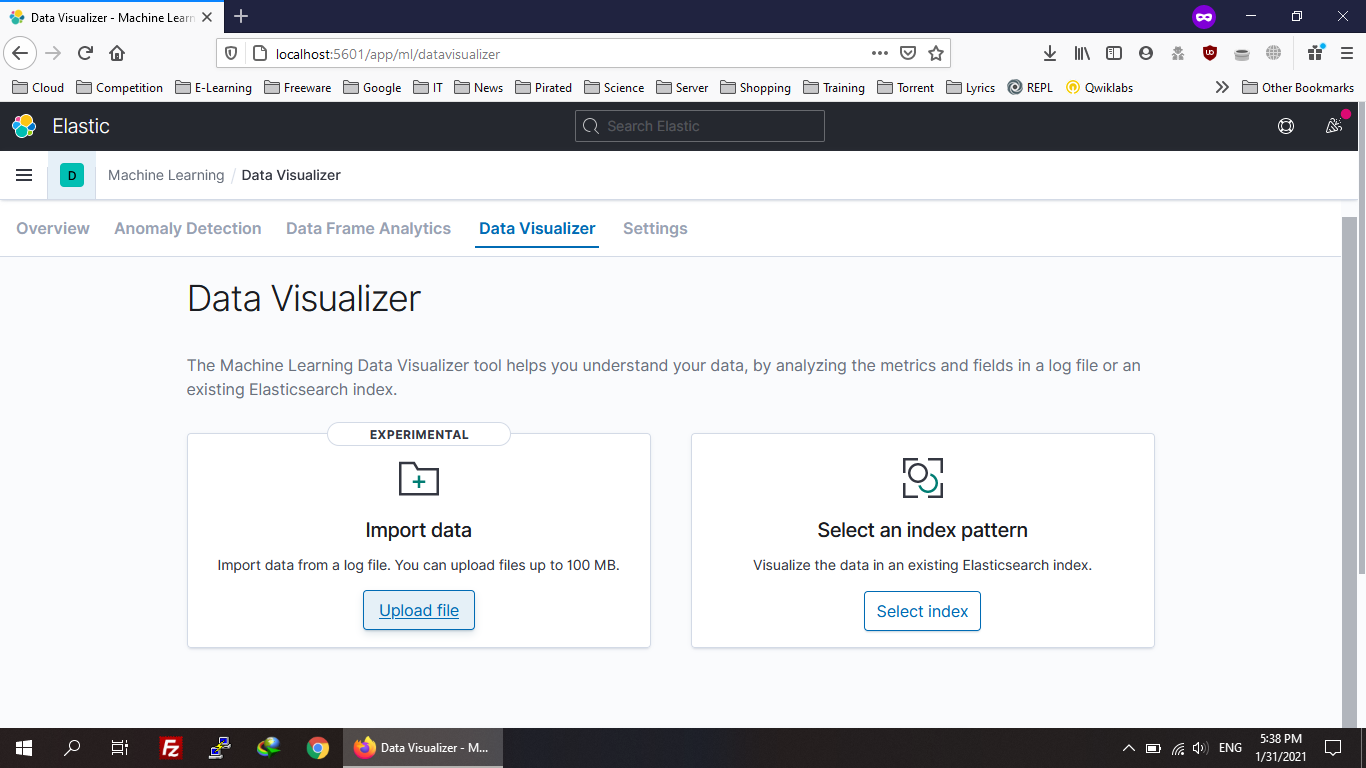 Data Visualizer - Machine Learn
localhost:5601/app/ml/datavisualizer
Cloud Competition E-Learning Freeware Google IT News Pirated Science Server Shopping Training Torrent Lyrics REPL Qwiklabs Other Bookmarks
Elastic Search Elastic
D Machine Learning / Data Visualizer
Overview Anomaly Detection Data Frame Analytics Data Visualizer Settings
Data Visualizer
The Machine Learning Data Visualizer tool helps you understand your data, by analyzing the metrics and fields in a log file or an
existing Elasticsearch index.
EXPERIMENTAL
Import data
Import data from a log file. You can upload files up to 100 MB.
Upload file
Select an index pattern
Visualize the data in an existing Elasticsearch index.
Select index
Fz
Data Visualizer - M...
ENG
5:38 PM
1/31/2021